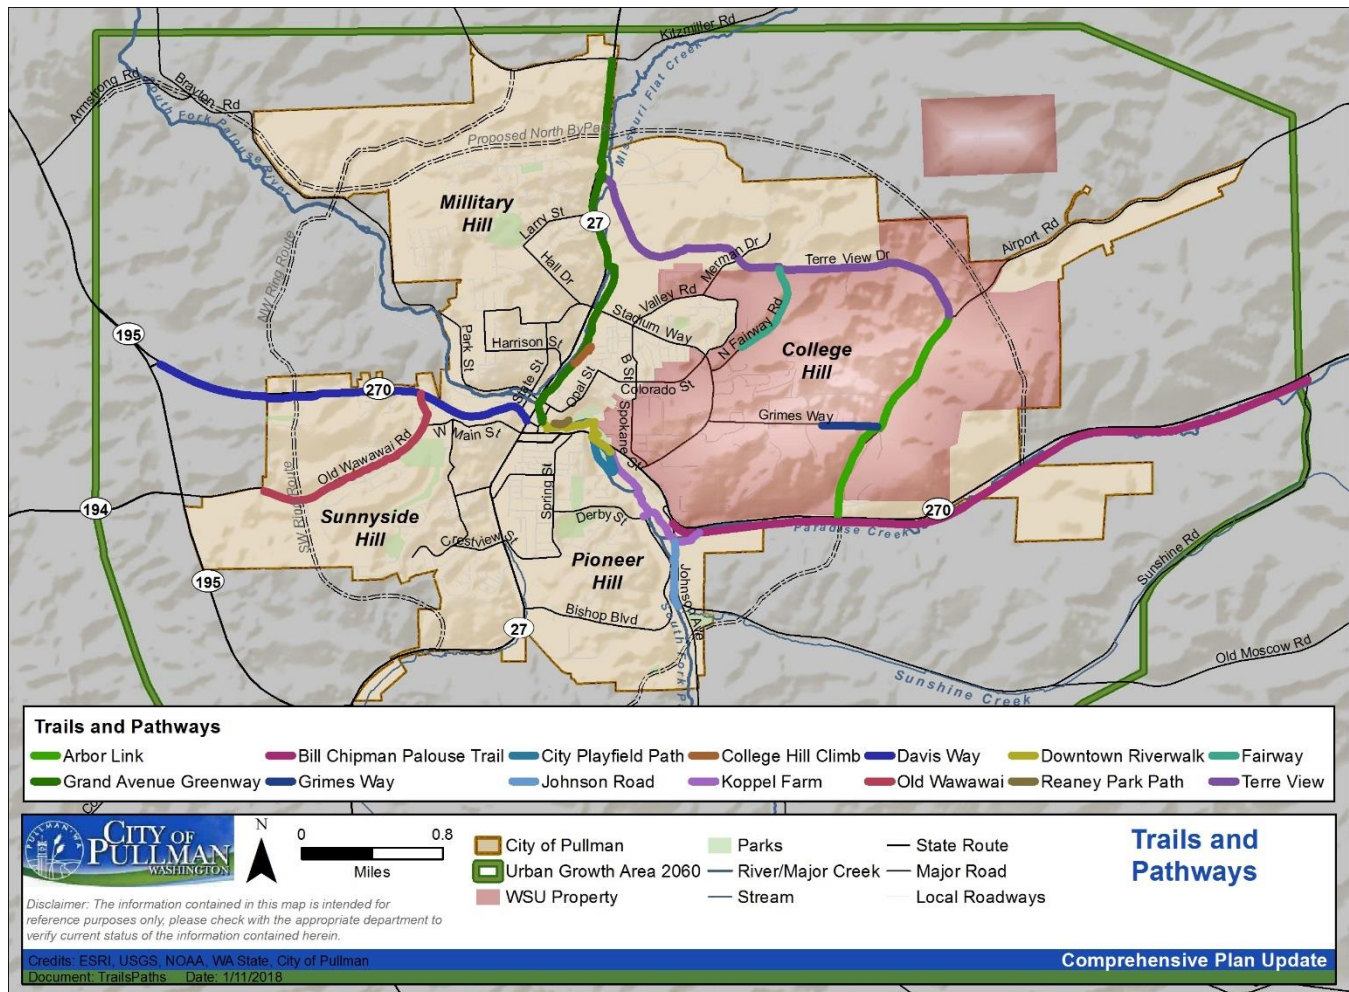 Kitzmiller Rd
Armstrong Rd
Brayton Rd
South Fork Palouse River
Missouri Flat Creek
Proposed North ByPass
Millitary
Hill
Larry St
27
Hall Dr
Merman Dr
Terre View Dr
Airport Rd
NW Ring Route
Valley Rd
Stadium Way
N Fairway Rd
195
Park St
Harrison St
State St
Opal St
B St
College
Hill
270
Colorado St
Spokane St
Grimes Way
W Main St
Old Wawawai Rd
SW Ring Route
194
Sunnyside
Hill
Spring St
Derby St
Crestview St
270
Paradise Creek
Pioneer
Hill
Johnson Ave
Sunshine Rd
195
Bishop Blvd
27
South Fork P
Old Moscow Rd
Sunshine Creek
Trails and Pathways
Arbor Link
Bill Chipman Palouse Trail
City Playfield Path
College Hill Climb
Davis Way
Downtown Riverwalk
Fairway
Grand Avenue Greenway
Grimes Way
Johnson Road
Koppel Farm
Old Wawawai
Reaney Park Path
Terre View
Co
PULLMAN, WA
CITY OF
PULLMAN
WASHINGTON
N
0 0.8
Miles
City of Pullman
Urban Growth Area 2060
WSU Property
Parks
River/Major Creek
Stream
State Route
Major Road
Local Roadways
Trails and
Pathways
Disclaimer: The information contained in this map is intended for
reference purposes only, please check with the appropriate department to
verify current status of the information contained herein.
Credits: ESRI, USGS, NOAA, WA State, City of Pullman
Comprehensive Plan Update
Document: TrailsPaths Date: 1/11/2018